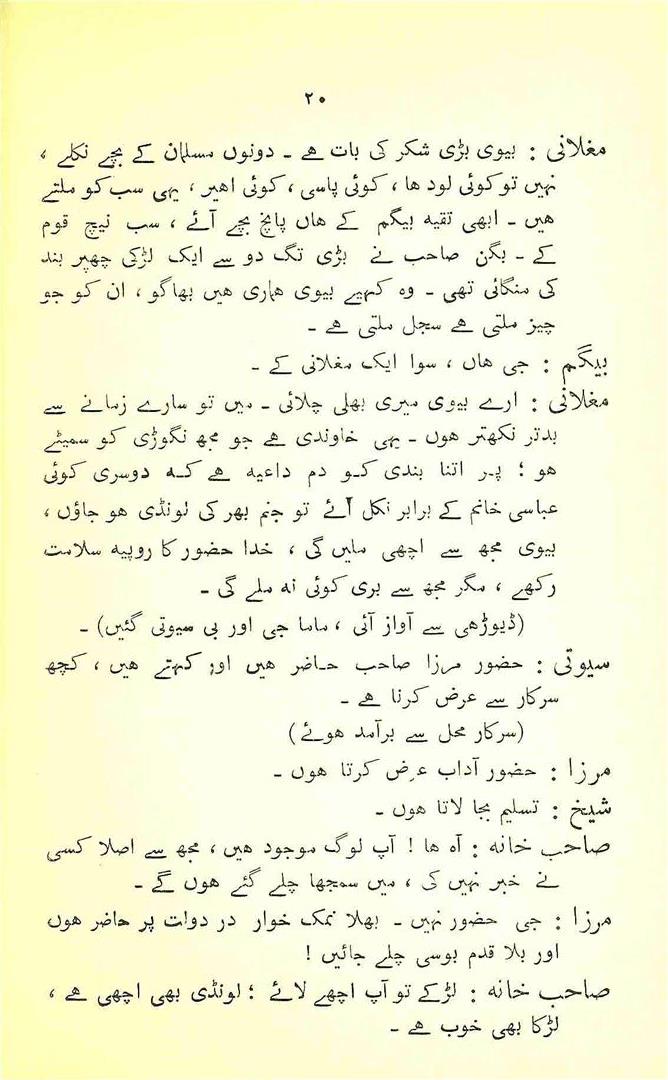 ۲۰
مغلانی : بیوی بڑی شکر کی بات ہے ۔ دونوں مسلمان کے بچے نکلے ،
نہیں تو کوئی لودھا ، کوئی پاسی ، کوئی اھیر ، یہی سب کو ملتے
ھیں ۔ ابھی تقیہ بیگم کے ھاں پانچ بچے آئے ، سب نیچ قوم
کے ۔ بگن صاحب نے بڑی تگ دو سے ایک لڑکی چھپر بند
کی منگائی تھی ۔ وہ کہیے بیوی ھماری ھیں بھاگو ، ان کو جو
چیز ملتی ہے سجل ملتی ہے ۔
بیگم : جی ھاں ، سوا ایک مغلانی کے ۔
مغلانی : ارے بیوی میری بھلی چلائی ۔ میں تو سارے زمانے سے
بدتر نکھتر ھوں ۔ یہی خاوندی ہے جو مجھ نگوڑی کو سمیٹے
ھو ؛ پر اتنا بندی کو دم داعیہ ہے کہ دوسری کوئی
عباسی خانم کے برابر نکل آئے تو جنم بھر کی لونڈی ھو جاؤں ،
بیوی مجھ سے اچھی ملیں گی ، خدا حضور کا روپیہ سلامت
رکھے ، مگر مجھ سے بری کوئی نہ ملے گی ۔
(ڈیوڑھی سے آواز آئی ، ماما جی اور بی سیوتی گئیں) ۔
سیوتی : حضور مرزا صاحب حاضر ھیں اور کہتے ھیں ، کچھ
سرکار سے عرض کرنا ہے ۔
(سرکار محل سے برآمد ھوئے)
مرزا : حضور آداب عرض کرتا ھوں ۔
شیخ : تسلیم بجا لاتا ھوں ۔
صاحب خانہ : آہ ھا ! آپ لوگ موجود ھیں ، مجھ سے اصلا کسی
نے خبر نہیں کی ، میں سمجھا چلے گئے ھوں گے ۔
مرزا : جی حضور نہیں ۔ بھلا نمک خوار در دولت پر حاضر ھوں
اور بلا قدم بوسی چلے جائیں !
صاحب خانہ : لڑکے تو آپ اچھے لائے ؛ لونڈی بھی اچھی ہے ،
لڑکا بھی خوب ہے ۔